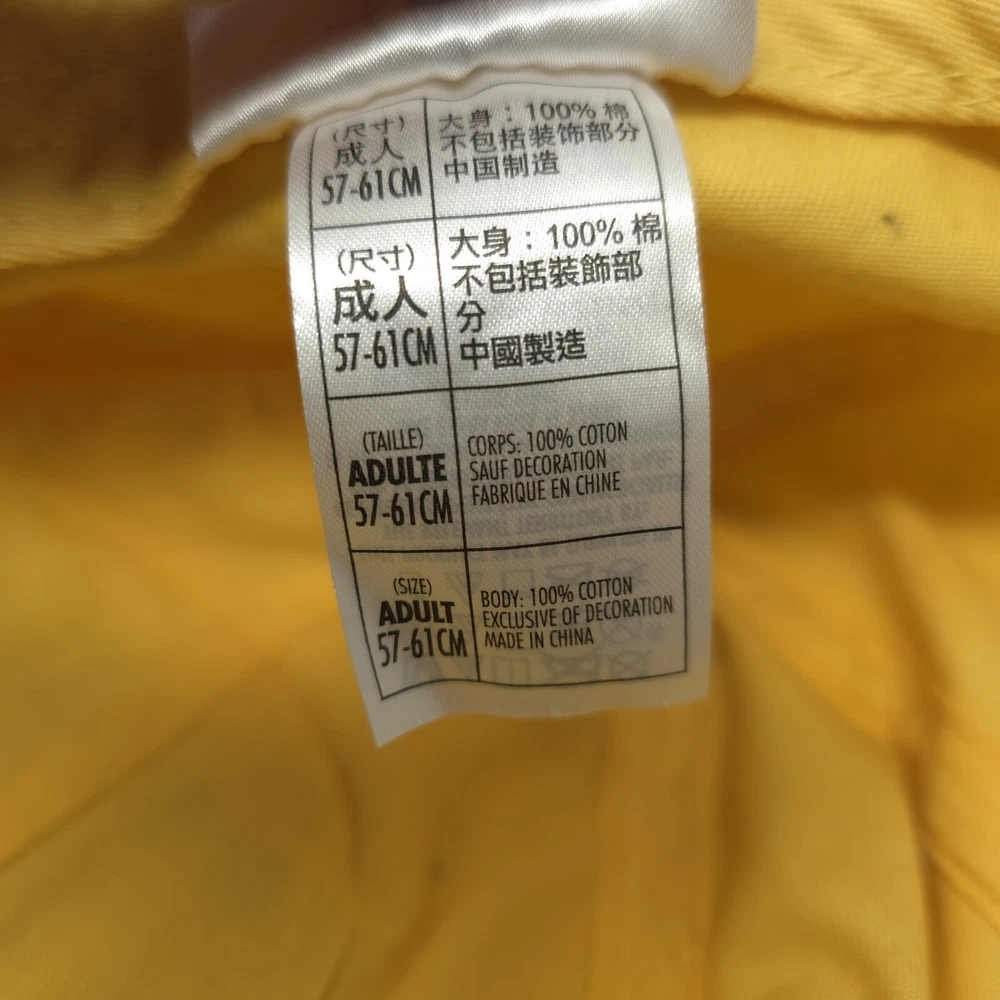 (尺寸)
成人
57-61CM
大身：100% 棉
不包括装饰部分
中国制造
(尺寸)
成人
57-61CM
大身：100% 棉
不包括裝飾部
分
中國製造
(TAILLE)
ADULTE
57-61CM
CORPS: 100% COTON
SAUF DECORATION
FABRIQUE EN CHINE
(SIZE)
ADULT
57-61CM
BODY: 100% COTTON
EXCLUSIVE OF DECORATION
MADE IN CHINA